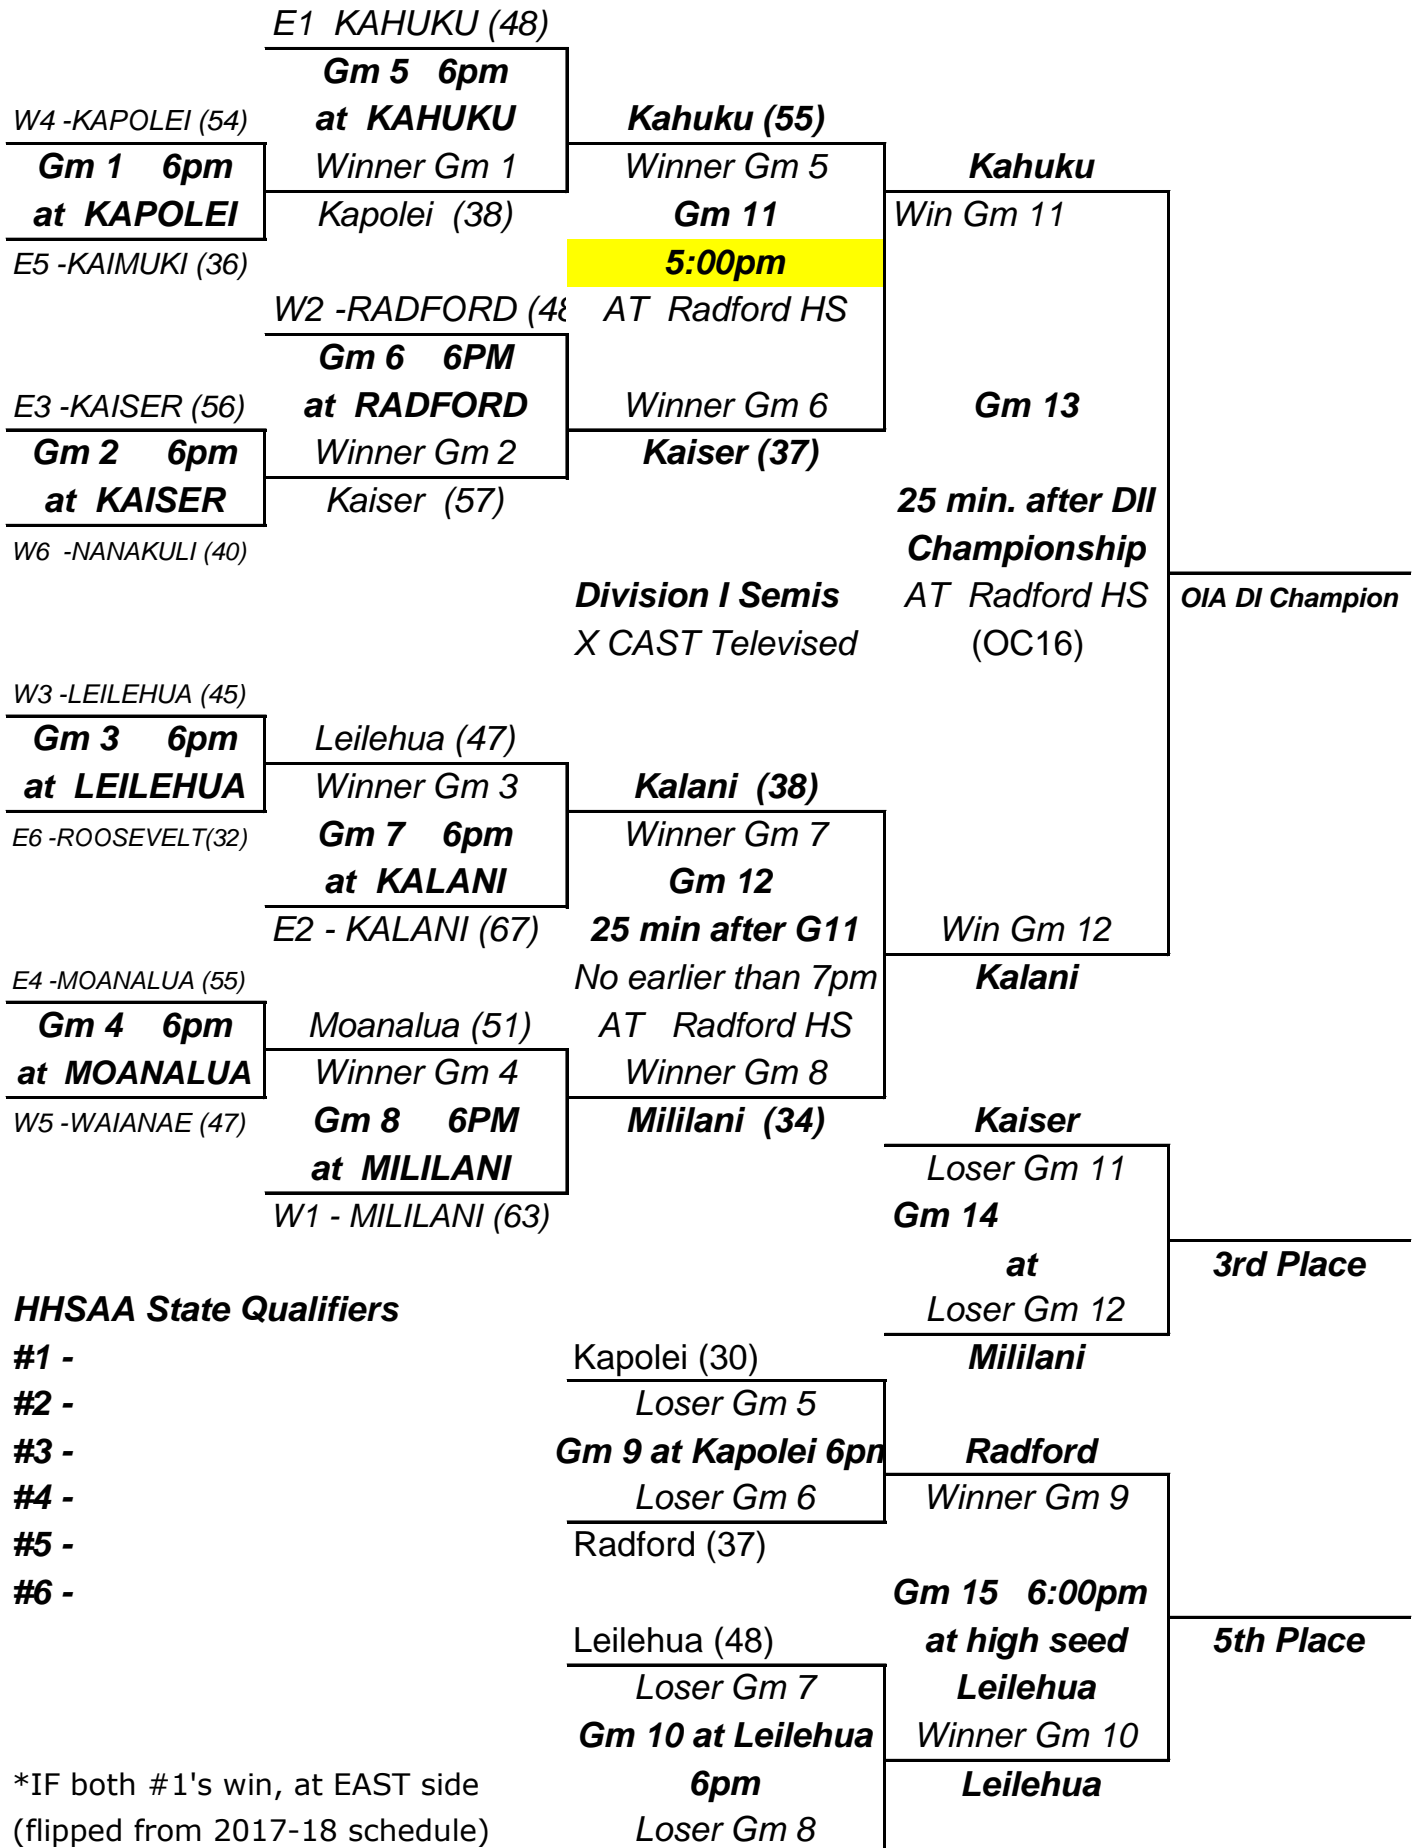 E1  KAHUKU (48)
Gm 5   6pm
W4 -KAPOLEI (54)   at  KAHUKU   Kahuku (55)
Gm 1    6pm   Winner Gm 1   Winner Gm 5   Kahuku
at  KAPOLEI   Kapolei  (38)   Gm 11   Win Gm 11
E5 -KAIMUKI (36)   5:00pm
W2 -RADFORD (48   AT  Radford HS
Gm 6    6PM
E3 -KAISER (56)   at  RADFORD   Winner Gm 6   Gm 13
Gm 2    6pm   Winner Gm 2   Kaiser (37)
at  KAISER   Kaiser  (57)   25 min. after DII
W6  -NANAKULI (40)   Championship
Division I Semis   AT  Radford HS   OIA DI Champion
X CAST Televised   (OC16)
W3 -LEILEHUA (45)
Gm 3    6pm   Leilehua (47)
at  LEILEHUA   Winner Gm 3   Kalani  (38)
E6 -ROOSEVELT(32)   Gm 7    6pm   Winner Gm 7
at  KALANI   Gm 12
E2 - KALANI (67)   25 min after G11   Win Gm 12
E4 -MOANALUA (55)   No earlier than 7pm   Kalani
Gm 4    6pm   Moanalua (51)   AT   Radford HS
at  MOANALUA   Winner Gm 4   Winner Gm 8
W5 -WAIANAE (47)   Gm 8    6PM   Mililani  (34)   Kaiser
at  MILILANI   Loser Gm 11
W1 - MILILANI (63)   Gm 14
at   3rd Place
HHSAA State Qualifiers   Loser Gm 12
#1 -   Kapolei (30)   Mililani
#2 -   Loser Gm 5
#3 -   Gm 9 at Kapolei 6pm   Radford
#4 -   Loser Gm 6   Winner Gm 9
#5 -   Radford (37)
#6 -   Gm 15   6:00pm
Leilehua (48)   at high seed   5th Place
Loser Gm 7   Leilehua
Gm 10 at Leilehua   Winner Gm 10
*IF both #1's win, at EAST side   6pm   Leilehua
(flipped from 2017-18 schedule)   Loser Gm 8